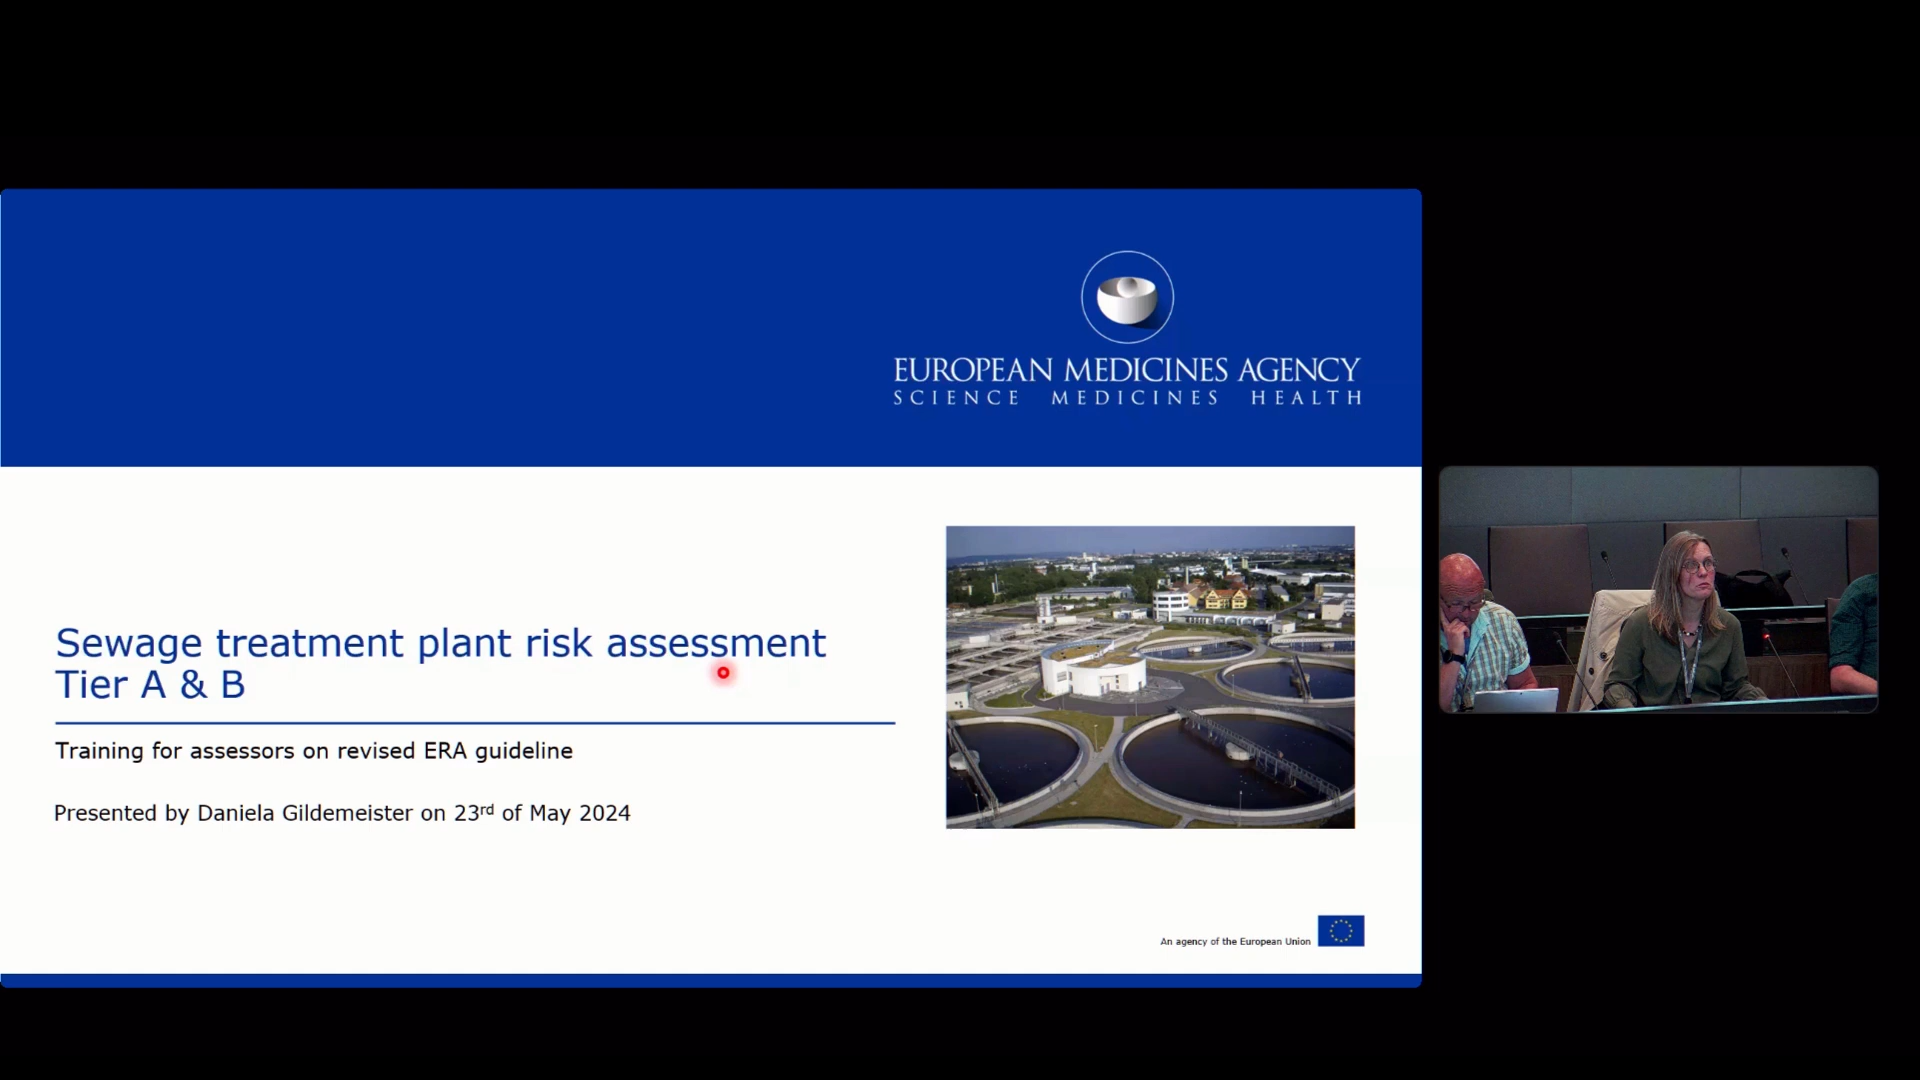 EUROPEAN MEDICINES AGENCY
SCIENCE MEDICINES HEALTH
Sewage treatment plant risk assessment
Tier A & B
Training for assessors on revised ERA guideline
Presented by Daniela Gildemeister on 23rd of May 2024
An agency of the European Union